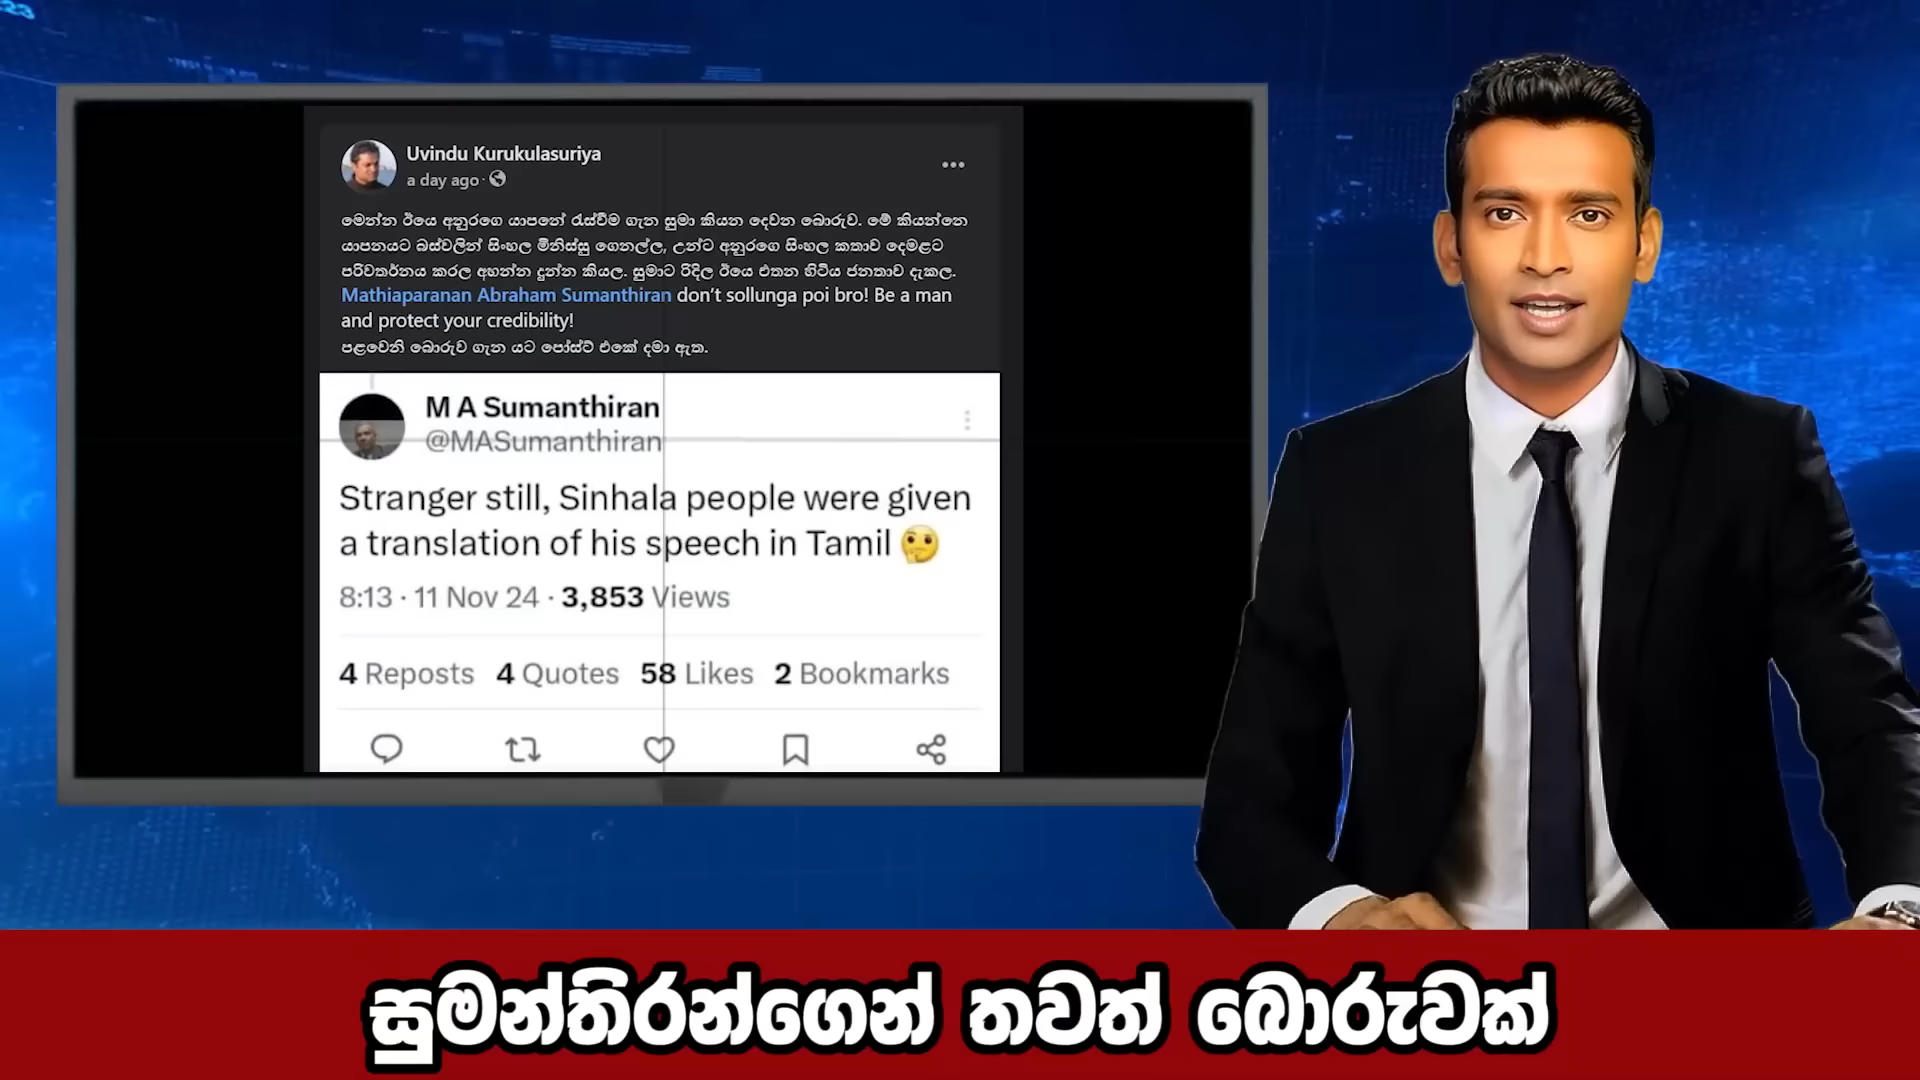 23
Uvindu Kurukulasuriya
a day ago ·
මෙන්න ඊයෙ අනුරගෙ යාපනේ රැස්වීම ගැන සුමා කියන දෙවන බොරුව. මේ කියන්නෙ
යාපනයට බස්වලින් සිංහල මිනිස්සු ගෙනල්ල, උන්ට අනුරගෙ සිංහල කතාව දෙමළට
පරිවර්තනය කරල අහන්න දුන්න කියල. සුමාට රිදිල ඊයෙ එතන හිටිය ජනතාව දැකල.
Mathiaparanan Abraham Sumanthiran don’t sollunga poi bro! Be a man
and protect your credibility!
පළවෙනි බොරුව ගැන යට පෝස්ට් එකේ දමා ඇත.
M A Sumanthiran
@MASumanthiran
Stranger still, Sinhala people were given
a translation of his speech in Tamil 🤔
8:13 · 11 Nov 24 · 3,853 Views
4 Reposts 4 Quotes 58 Likes 2 Bookmarks
සුමන්තිරන්ගෙන් තවත් බොරුවක්